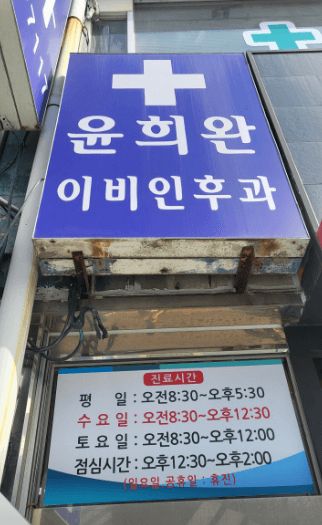 윤희완
이비인후과
진료시간
평 일 : 오전8:30~오후5:30
수 요 일 : 오전8:30~오후12:30
토 요 일 : 오전8:30~오후12:00
점심시간 : 오후12:30~오후2:00
(일요일,공휴일 : 휴진)